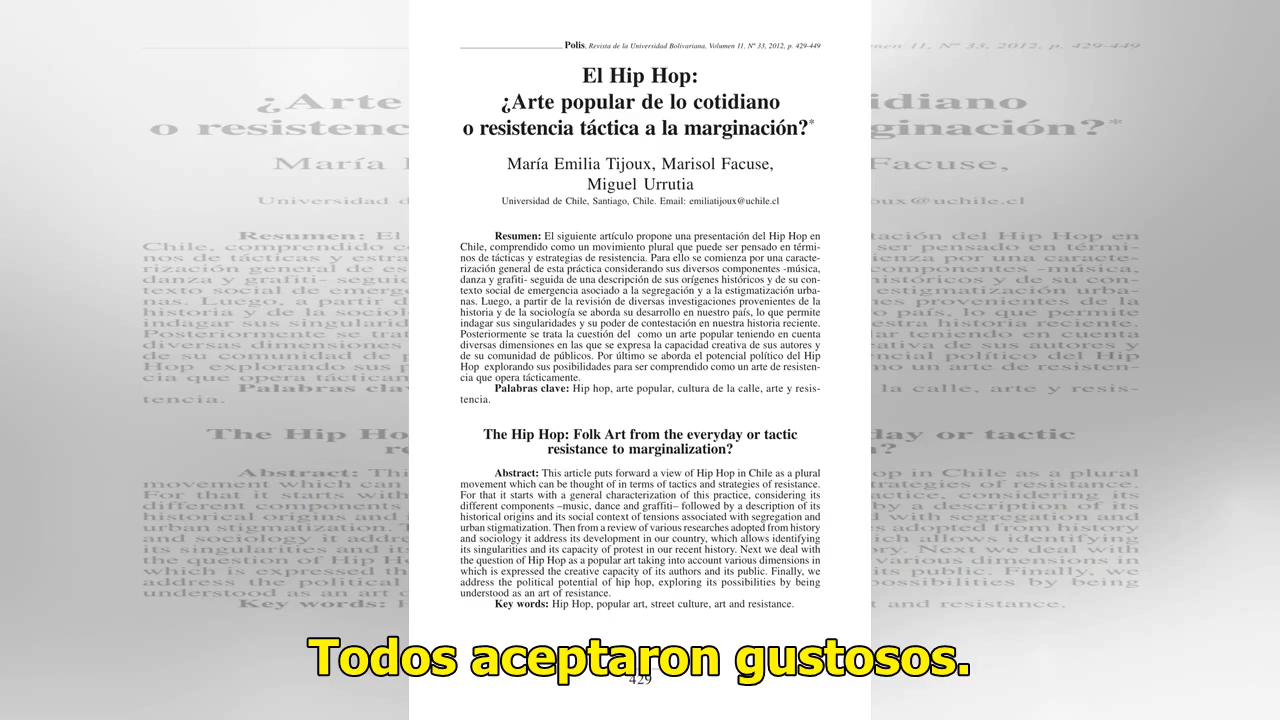 Polis, Revista de la Universidad Bolivariana, Volumen 11, Nº 33, 2012, p. 429-449
El Hip Hop:
¿Arte popular de lo cotidiano
o resistencia táctica a la marginación?*
María Emilia Tijoux, Marisol Facuse,
Miguel Urrutia
Universidad de Chile, Santiago, Chile. Email: emiliatijoux@uchile.cl
Resumen: El siguiente artículo propone una presentación del Hip Hop en
Chile, comprendido como un movimiento plural que puede ser pensado en térmi-
nos de tácticas y estrategias de resistencia. Para ello se comienza por una caracte-
rización general de esta práctica considerando sus diversos componentes -música,
danza y grafiti- seguida de una descripción de sus orígenes históricos y de su con-
texto social de emergencia asociado a la segregación y a la estigmatización urba-
nas. Luego, a partir de la revisión de diversas investigaciones provenientes de la
historia y de la sociología se aborda su desarrollo en nuestro país, lo que permite
indagar sus singularidades y su poder de contestación en nuestra historia reciente.
Posteriormente se trata la cuestión del como un arte popular teniendo en cuenta
diversas dimensiones en las que se expresa la capacidad creativa de sus autores y
de su comunidad de públicos. Por último se aborda el potencial político del Hip
Hop explorando sus posibilidades para ser comprendido como un arte de resisten-
cia que opera tácticamente.
Palabras clave: Hip hop, arte popular, cultura de la calle, arte y resis-
tencia.
The Hip Hop: Folk Art from the everyday or tactic
resistance to marginalization?
Abstract: This article puts forward a view of Hip Hop in Chile as a plural
movement which can be thought of in terms of tactics and strategies of resistance.
For that it starts with a general characterization of this practice, considering its
different components –music, dance and graffiti– followed by a description of its
historical origins and its social context of tensions associated with segregation and
urban stigmatization. Then from a review of various researches adopted from history
and sociology it address its development in our country, which allows identifying
its singularities and its capacity of protest in our recent history. Next we deal with
the question of Hip Hop as a popular art taking into account various dimensions in
which is expressed the creative capacity of its authors and its public. Finally, we
address the political potential of hip hop, exploring its possibilities by being
understood as an art of resistance.
Key words: Hip Hop, popular art, street culture, art and resistance.
Todos aceptaron gustosos.
429